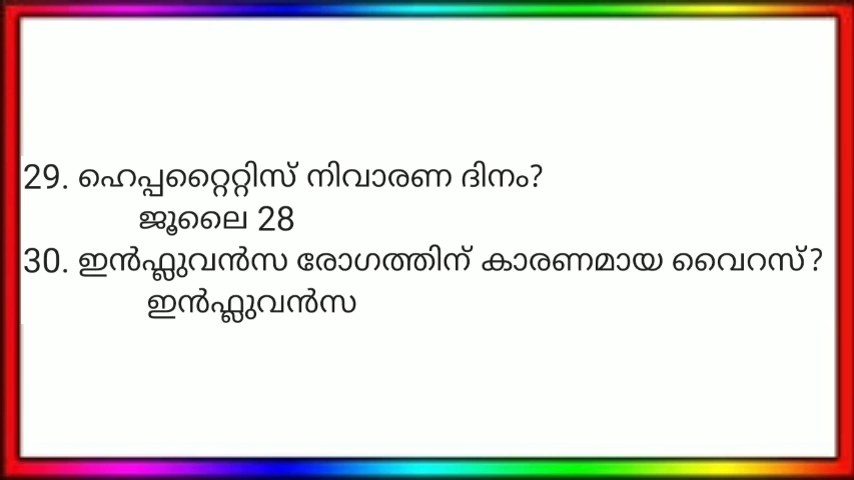 29. ഹെപ്പറ്റൈറ്റിസ് നിവാരണ ദിനം?
ജൂലൈ 28
30. ഇൻഫ്ലുവൻസ രോഗത്തിന് കാരണമായ വൈറസ്?
ഇൻഫ്ലുവൻസ